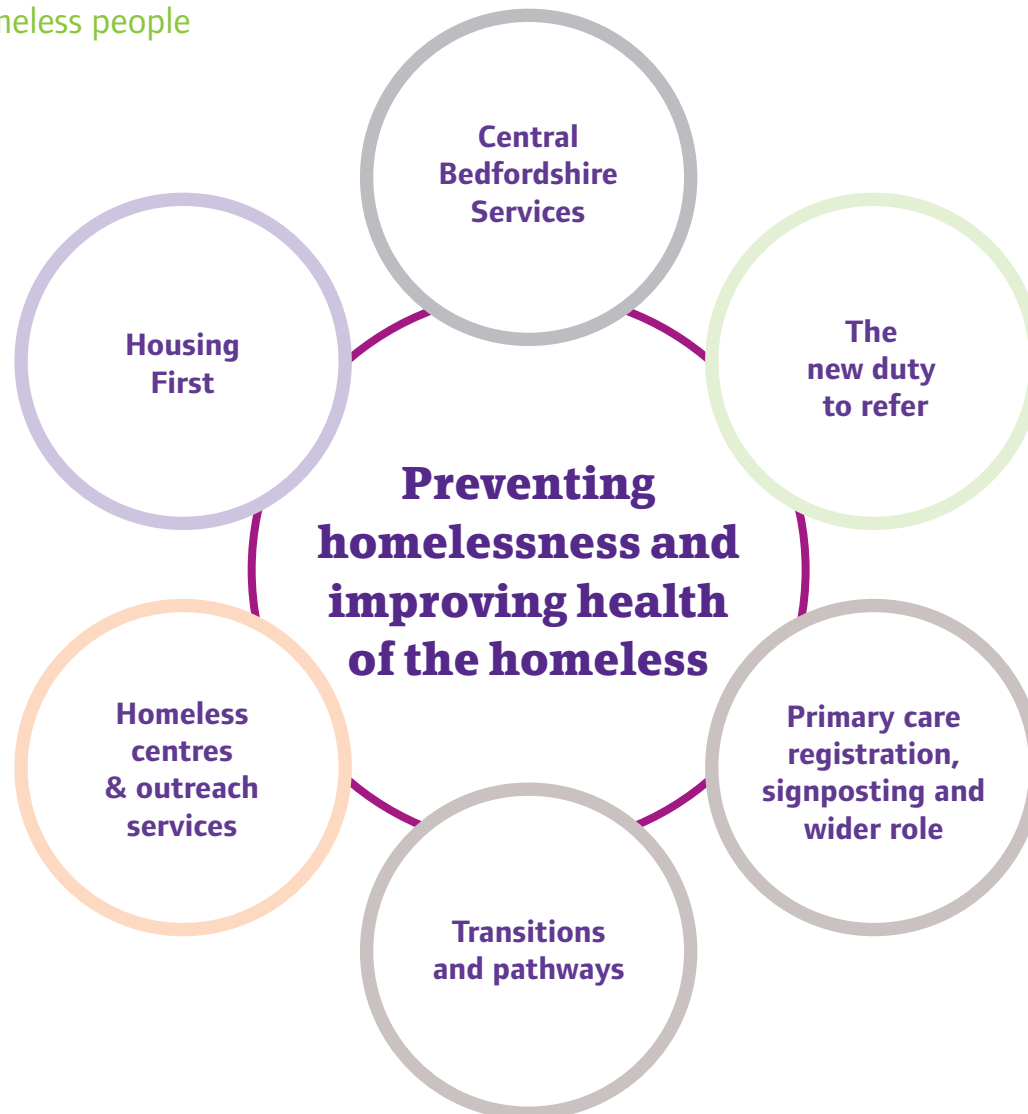 meless people
Central
Bedfordshire
Services
The
new duty
to refer
Primary care
registration,
signposting and
wider role
Transitions
and pathways
Homeless
centres
& outreach
services
Housing
First
Preventing
homelessness and
improving health
of the homeless